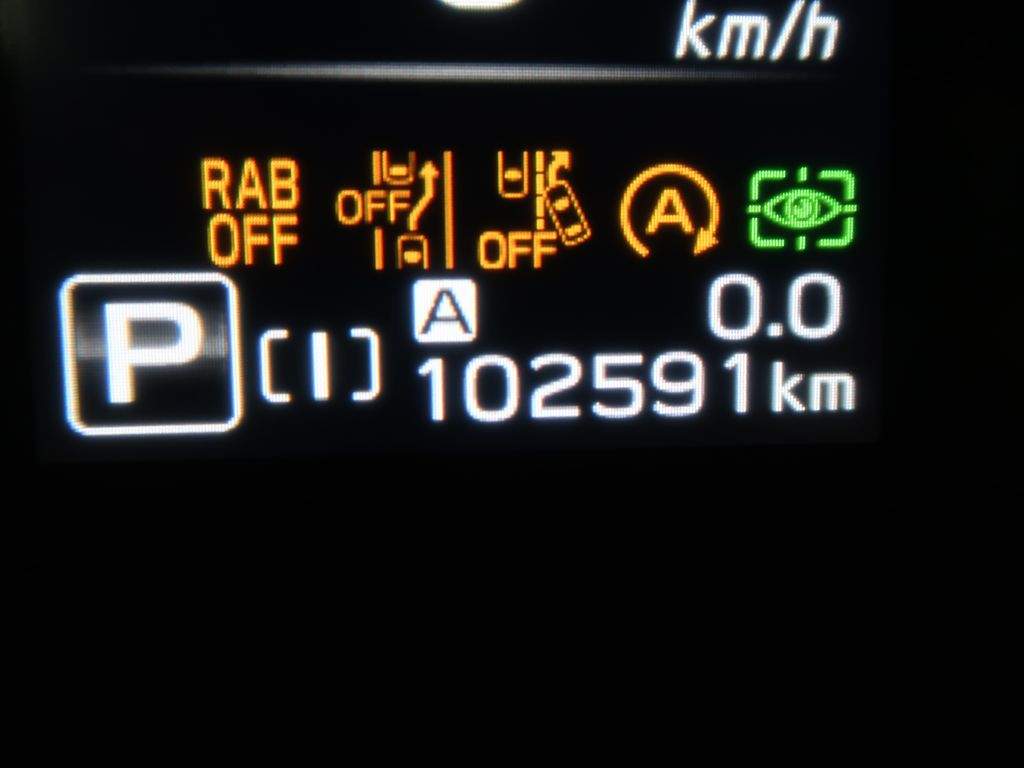 km/h
RAB OFF OFF OFF A
P [I] A 0.0
102591km